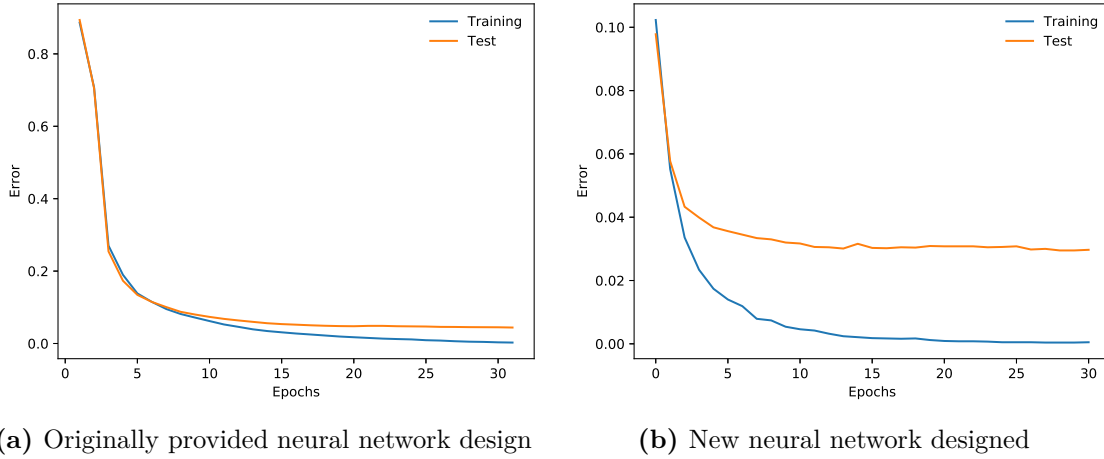 Training
Test
0.8
0.6
0.4
0.2
0.0
Error
0
5
10
15
20
25
30
Epochs
Training
Test
0.10
0.08
0.06
0.04
0.02
0.00
Error
0
5
10
15
20
25
30
Epochs
(a) Originally provided neural network design
(b) New neural network designed